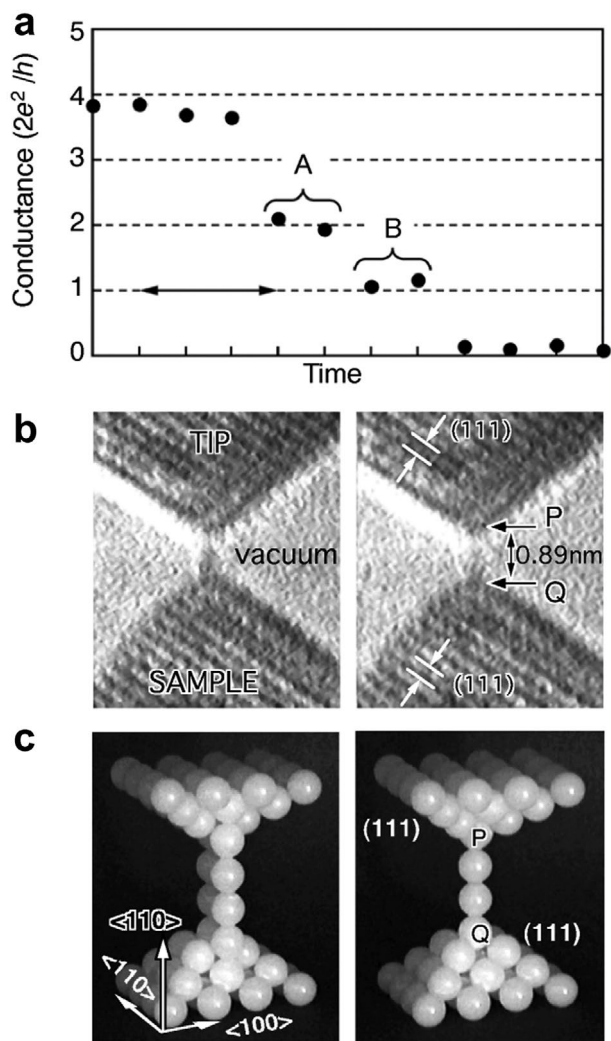 a
Conductance (2e²/h)
5
4
3
2
1
0
A
B
Time
b
TIP
vacuum
SAMPLE
(111)
P
0.89nm
Q
(111)
c
<110>
<110>
<100>
(111)
P
Q
(111)